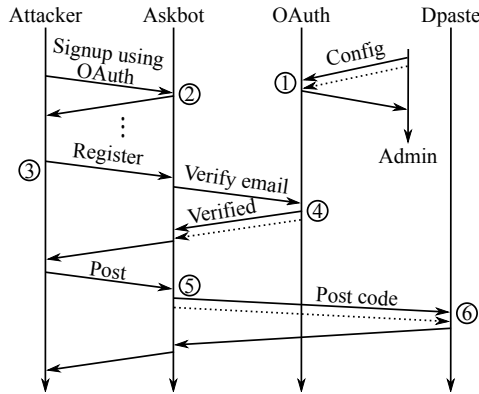 Attacker Askbot OAuth Dpaste
Signup using
OAuth
Config
①
②
⋮
Admin
Register
③
Verify email
Verified
④
Post
⑤
Post code
⑥